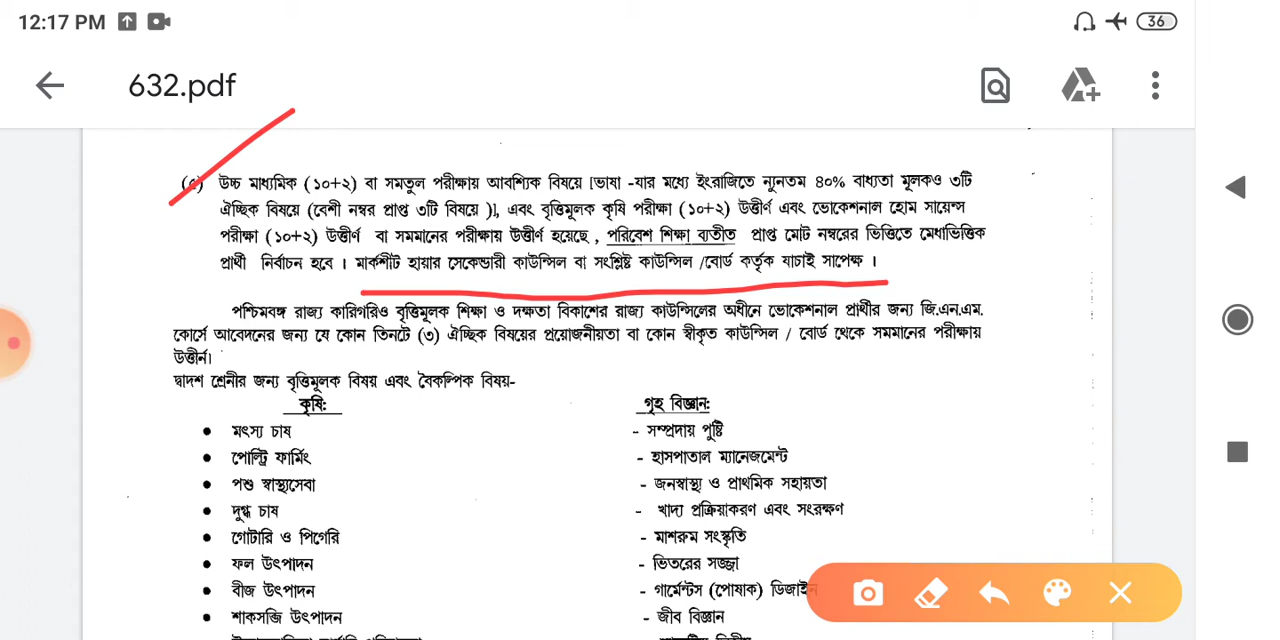 12:17 PM
36
632.pdf
উচ্চ মাধ্যমিক (১০+২) বা সমতুল পরীক্ষায় আবশ্যিক বিষয়ে [ভাষা -যার মধ্যে ইংরাজিতে ন্যুনতম ৪০% বাধ্যতা মূলকও ৩টি
ঐচ্ছিক বিষয়ে (বেশী নম্বর প্রাপ্ত ৩টি বিষয়ে )], এবং বৃত্তিমূলক কৃষি পরীক্ষা (১০+২) উত্তীর্ণ এবং ভোকেশনাল হোম সায়েন্স
পরীক্ষা (১০+২) উত্তীর্ণ বা সমমানের পরীক্ষায় উত্তীর্ণ হয়েছে , পরিবেশ শিক্ষা ব্যতীত প্রাপ্ত মোট নম্বরের ভিত্তিতে মেধাভিত্তিক
প্রার্থী নির্বাচন হবে । মার্কশীট হায়ার সেকেন্ডারী কাউন্সিল বা সংশ্লিষ্ট কাউন্সিল /বোর্ড কর্তৃক যাচাই সাপেক্ষ ।
পশ্চিমবঙ্গ রাজ্য কারিগরিও বৃত্তিমূলক শিক্ষা ও দক্ষতা বিকাশের রাজ্য কাউন্সিলের অধীনে ভোকেশনাল প্রার্থীর জন্য জি.এন.এম.
কোর্সে আবেদনের জন্য যে কোন তিনটে (৩) ঐচ্ছিক বিষয়ের প্রয়োজনীয়তা বা কোন স্বীকৃত কাউন্সিল / বোর্ড থেকে সমমানের পরীক্ষায়
উত্তীর্ন।
দ্বাদশ শ্রেনীর জন্য বৃত্তিমূলক বিষয় এবং বৈকল্পিক বিষয়-
কৃষি: গৃহ বিজ্ঞান:
• মৎস্য চাষ - সম্প্রদায় পুষ্টি
• পোল্ট্রি ফার্মিং - হাসপাতাল ম্যানেজমেন্ট
• পশু স্বাস্থ্যসেবা - জনস্বাস্থ্য ও প্রাথমিক সহায়তা
• দুগ্ধ চাষ - খাদ্য প্রক্রিয়াকরণ এবং সংরক্ষণ
• গোটারি ও পিগেরি - মাশরুম সংস্কৃতি
• ফল উৎপাদন - ভিতরের সজ্জা
• বীজ উৎপাদন - গার্মেন্টস (পোষাক) ডিজাইন
• শাকসব্জি উৎপাদন - জীব বিজ্ঞান